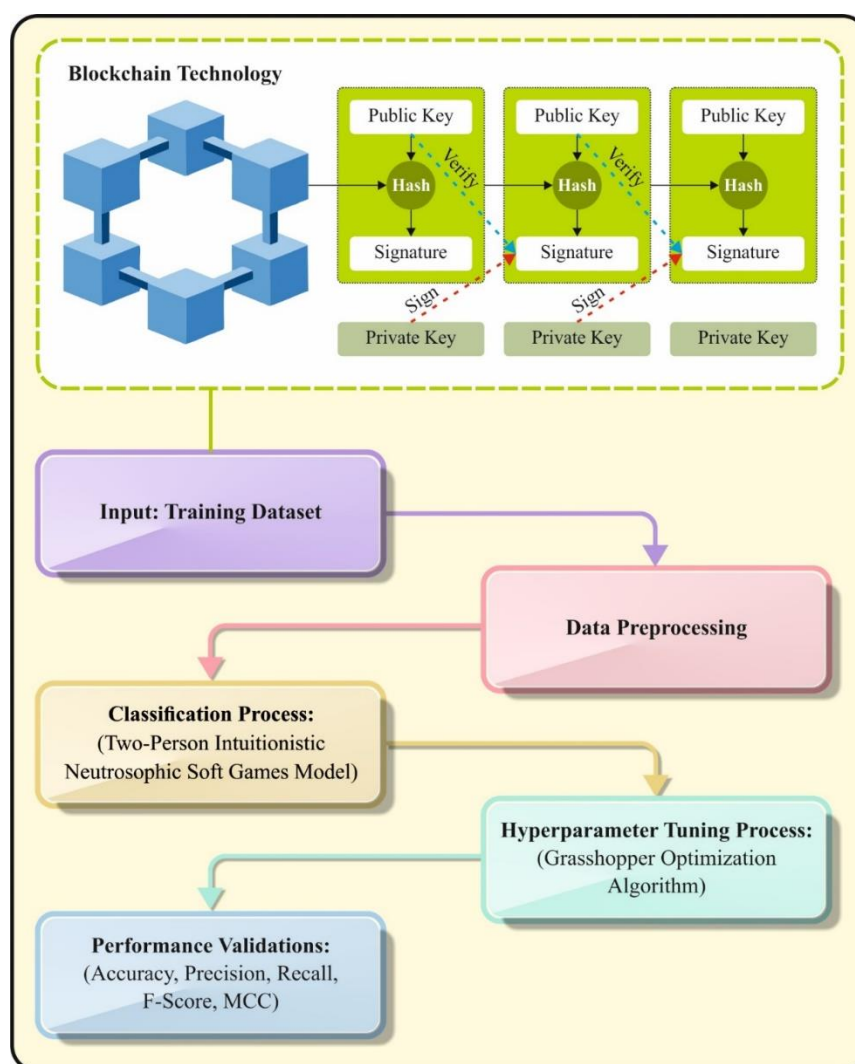 Blockchain Technology
Public Key
Public Key
Public Key
Verify
Verify
Hash
Hash
Hash
Signature
Signature
Signature
Sign
Sign
Private Key
Private Key
Private Key
Input: Training Dataset
Data Preprocessing
Classification Process:
(Two-Person Intuitionistic
Neutrosophic Soft Games Model)
Hyperparameter Tuning Process:
(Grasshopper Optimization
Algorithm)
Performance Validations:
(Accuracy, Precision, Recall,
F-Score, MCC)